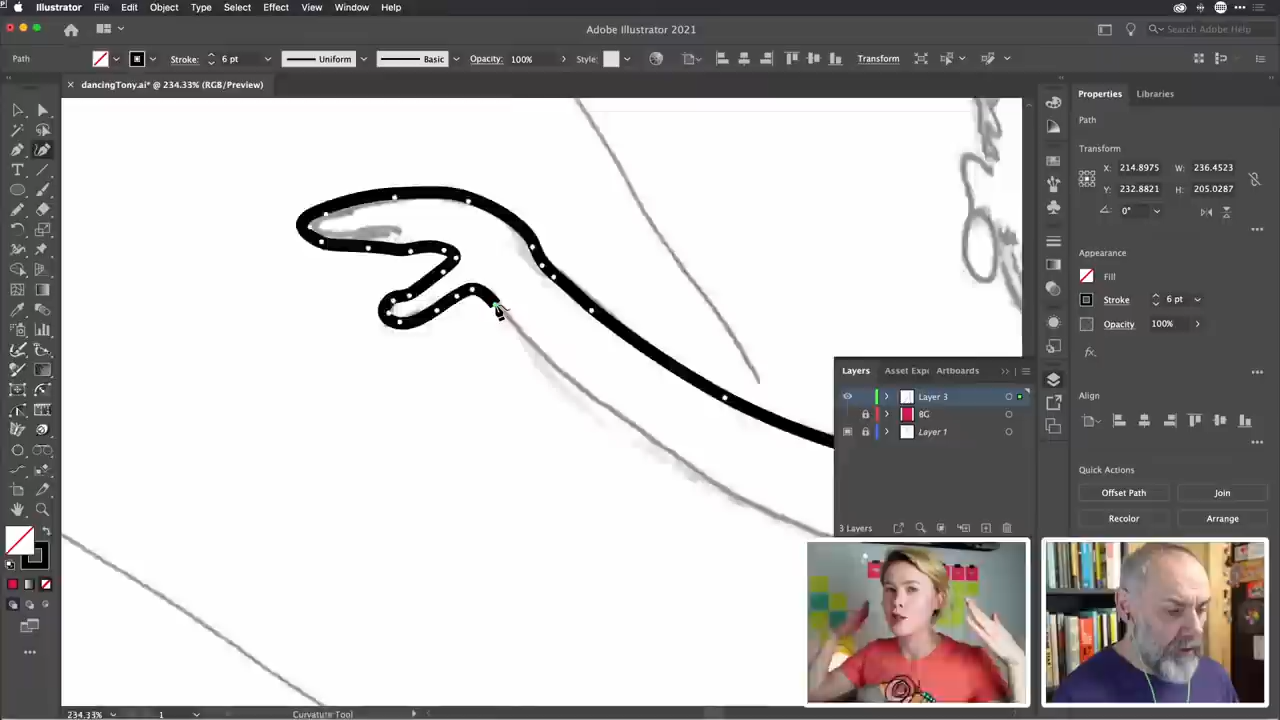 Illustrator File Edit Object Type Select Effect View Window Help
Adobe Illustrator 2021
Search Adobe Help
Path Stroke: 6 pt Uniform Basic Opacity: 100% Style: Transform
dancingTony.ai* @ 234.33% (RGB/Preview)
Properties Libraries
Path
Transform
X: 214.8975 W: 236.4523
Y: 232.8821 H: 205.0287
0°
Appearance
Fill
Stroke 6 pt
Opacity 100%
fx.
Align
Quick Actions
Offset Path Join
Recolor Arrange
Layers Asset Expo Artboards
Layer 3
BG
Layer 1
3 Layers
234.33% 1 Curvature Tool